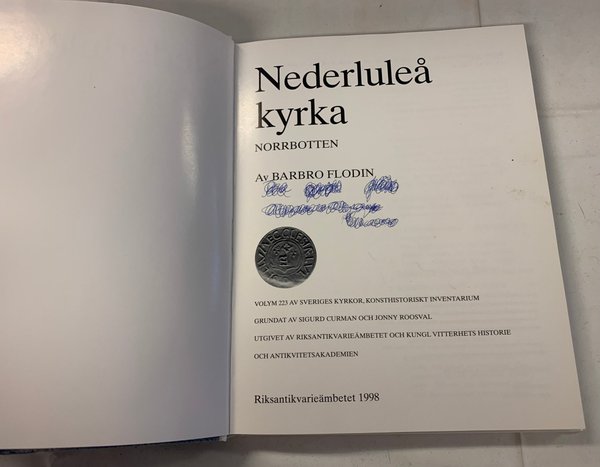 Nederluleå
kyrka
NORRBOTTEN
Av BARBRO FLODIN
VOLYM 223 AV SVERIGES KYRKOR, KONSTHISTORISKT INVENTARIUM
GRUNDAT AV SIGURD CURMAN OCH JONNY ROOSVAL
UTGIVET AV RIKSANTIKVARIEÄMBETET OCH KUNGL VITTERHETS HISTORIE
OCH ANTIKVITETSAKADEMIEN
Riksantikvarieämbetet 1998